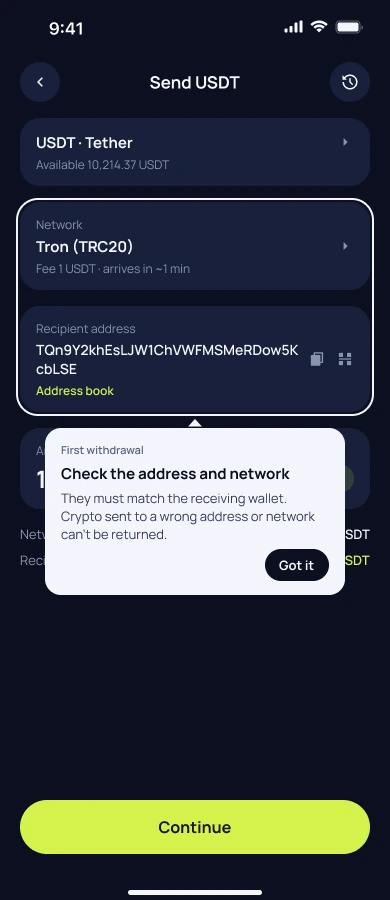 9:41
Send USDT
USDT · Tether
Available 10,214.37 USDT
Network
Tron (TRC20)
Fee 1 USDT · arrives in ~1 min
Recipient address
TQn9Y2khEsLJW1ChVWFMSMeRDow5K
cbLSE
Address book
First withdrawal
Check the address and network
They must match the receiving wallet.
Crypto sent to a wrong address or network
can't be returned.
Got it
Continue